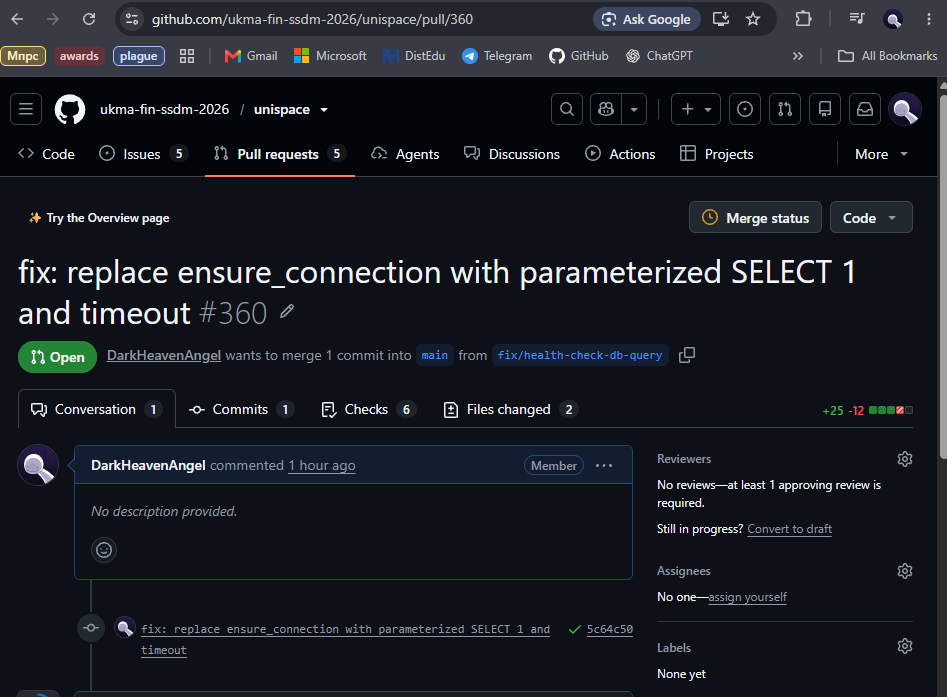 github.com/ukma-fin-ssdm-2026/unispace/pull/360
Ask Google
Mnpc
awards
plague
Gmail
Microsoft
DistEdu
Telegram
GitHub
ChatGPT
»
All Bookmarks
ukma-fin-ssdm-2026 / unispace
Code
Issues 5
Pull requests 5
Agents
Discussions
Actions
Projects
More
Try the Overview page
Merge status
Code
fix: replace ensure_connection with parameterized SELECT 1
and timeout #360
Open
DarkHeavenAngel wants to merge 1 commit into main from fix/health-check-db-query
Conversation 1
Commits 1
Checks 6
Files changed 2
+25 -12
DarkHeavenAngel commented 1 hour ago
Member
No description provided.
fix: replace ensure_connection with parameterized SELECT 1 and
timeout
5c64c50
Reviewers
No reviews—at least 1 approving review is
required.
Still in progress? Convert to draft
Assignees
No one—assign yourself
Labels
None yet